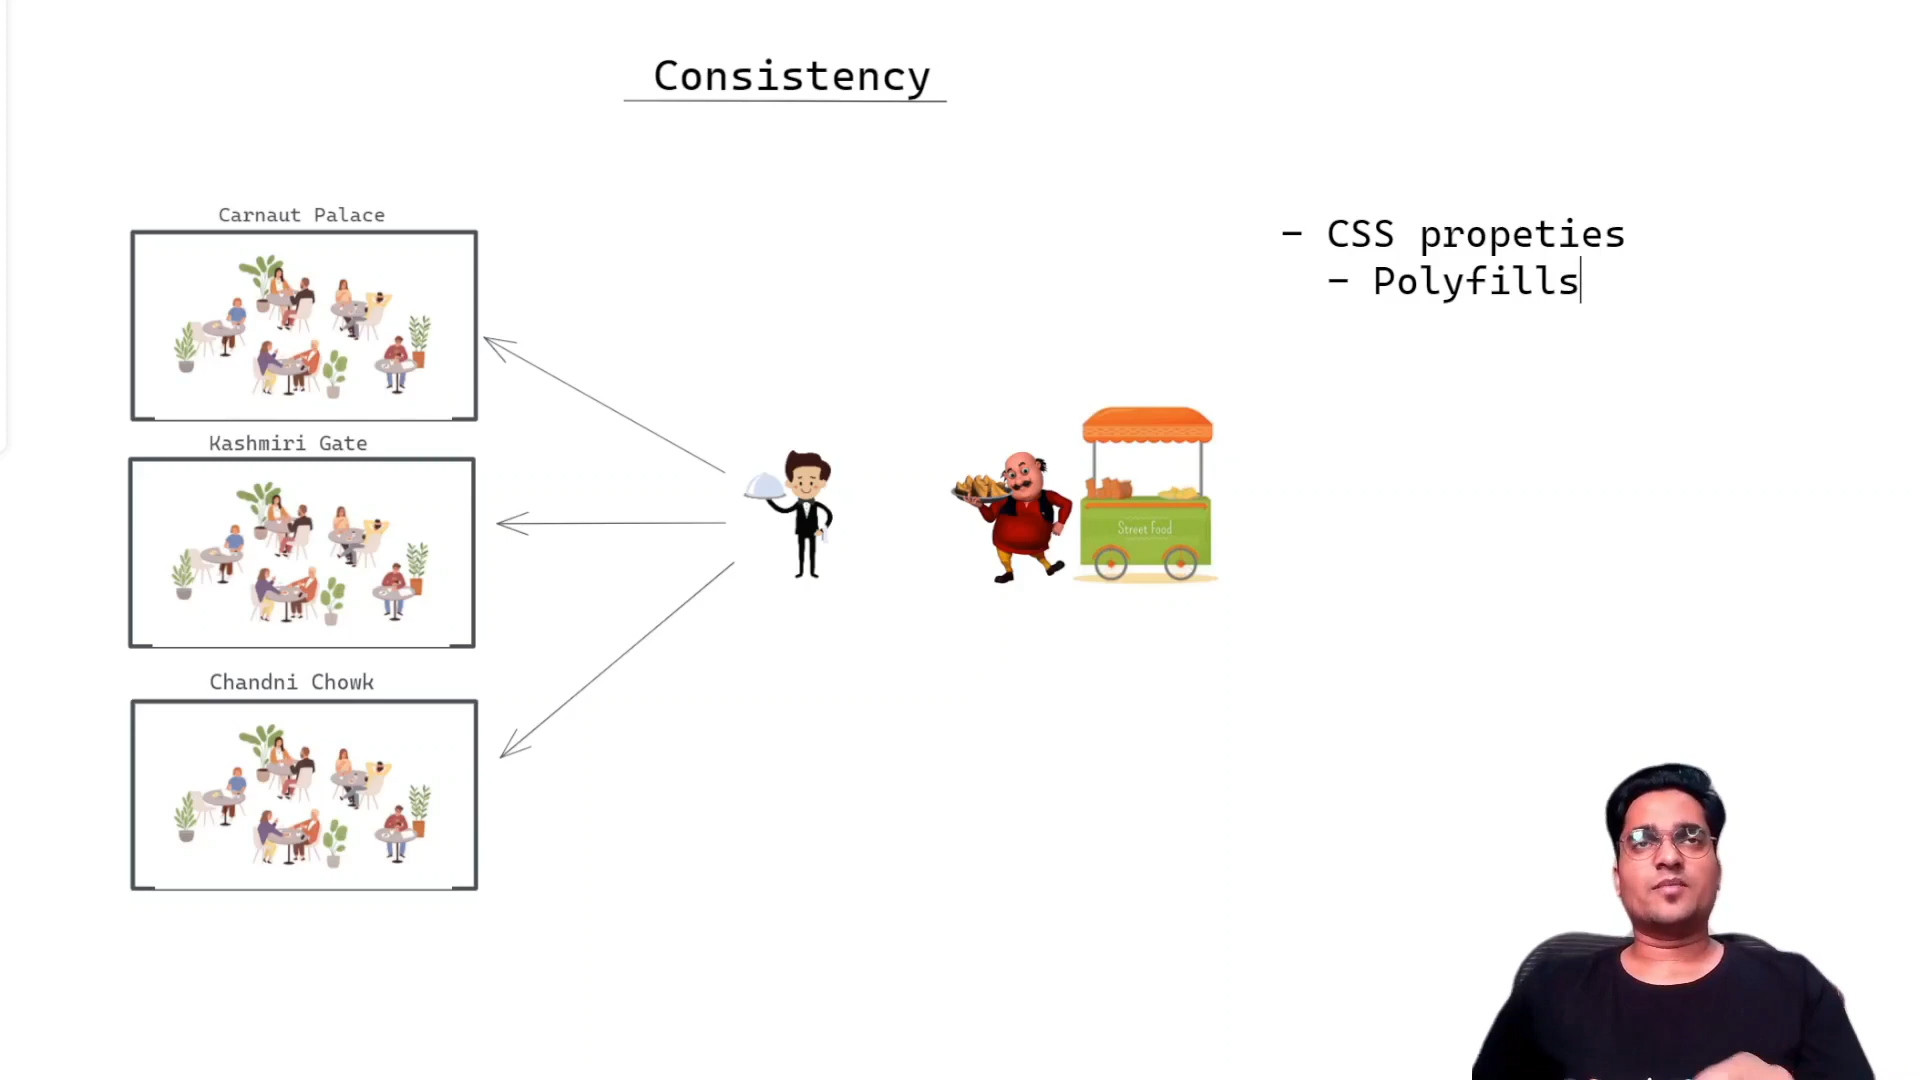 Consistency
Carnaut Palace
- CSS propeties
- Polyfills
Kashmiri Gate
Street food
Chandni Chowk